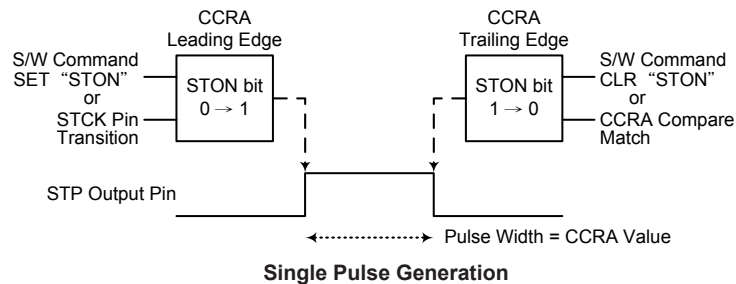 CCRA
Leading Edge
S/W Command
SET “STON”
or
STCK Pin
Transition
STON bit
0 → 1
CCRA
Trailing Edge
STON bit
1 → 0
S/W Command
CLR “STON”
or
CCRA Compare
Match
STP Output Pin
Pulse Width = CCRA Value
Single Pulse Generation